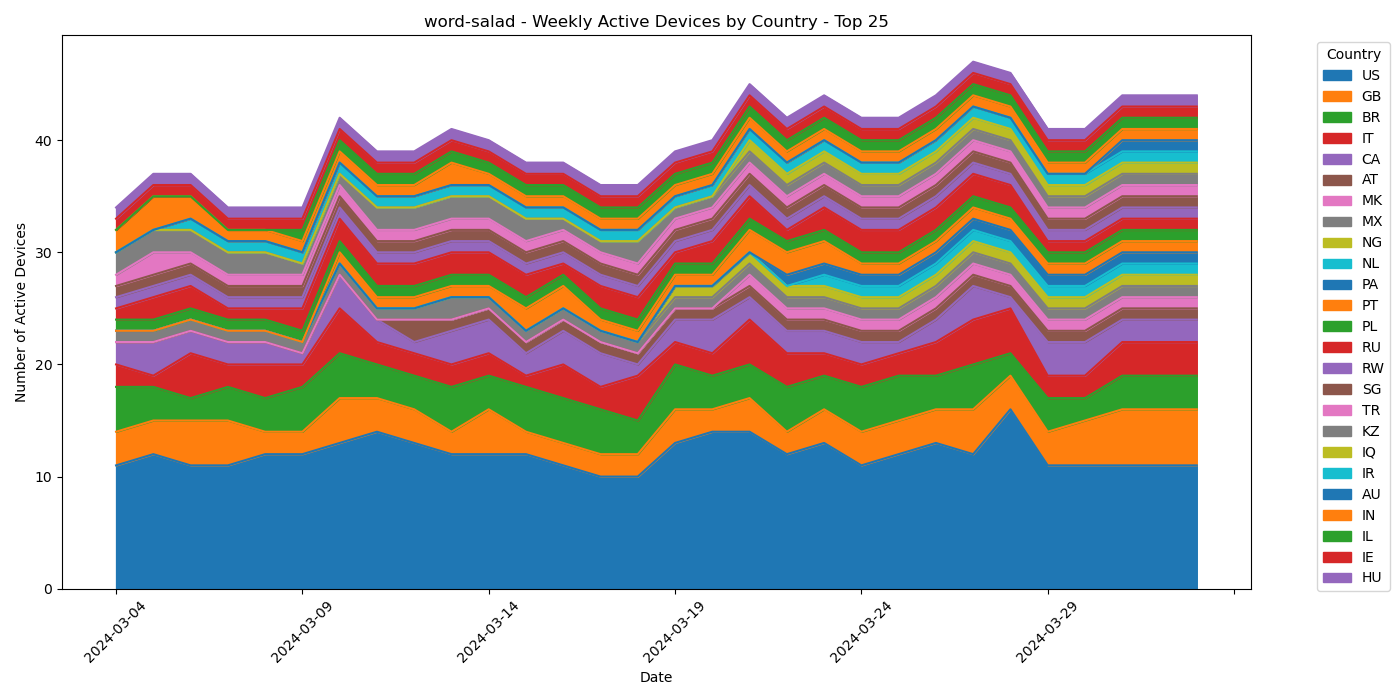 word-salad - Weekly Active Devices by Country - Top 25
Number of Active Devices
40
30
20
10
0
2024-03-04
2024-03-09
2024-03-14
2024-03-19
2024-03-24
2024-03-29
Date
Country
US
GB
BR
IT
CA
AT
MK
MX
NG
NL
PA
PT
PL
RU
RW
SG
TR
KZ
IQ
IR
AU
IN
IL
IE
HU